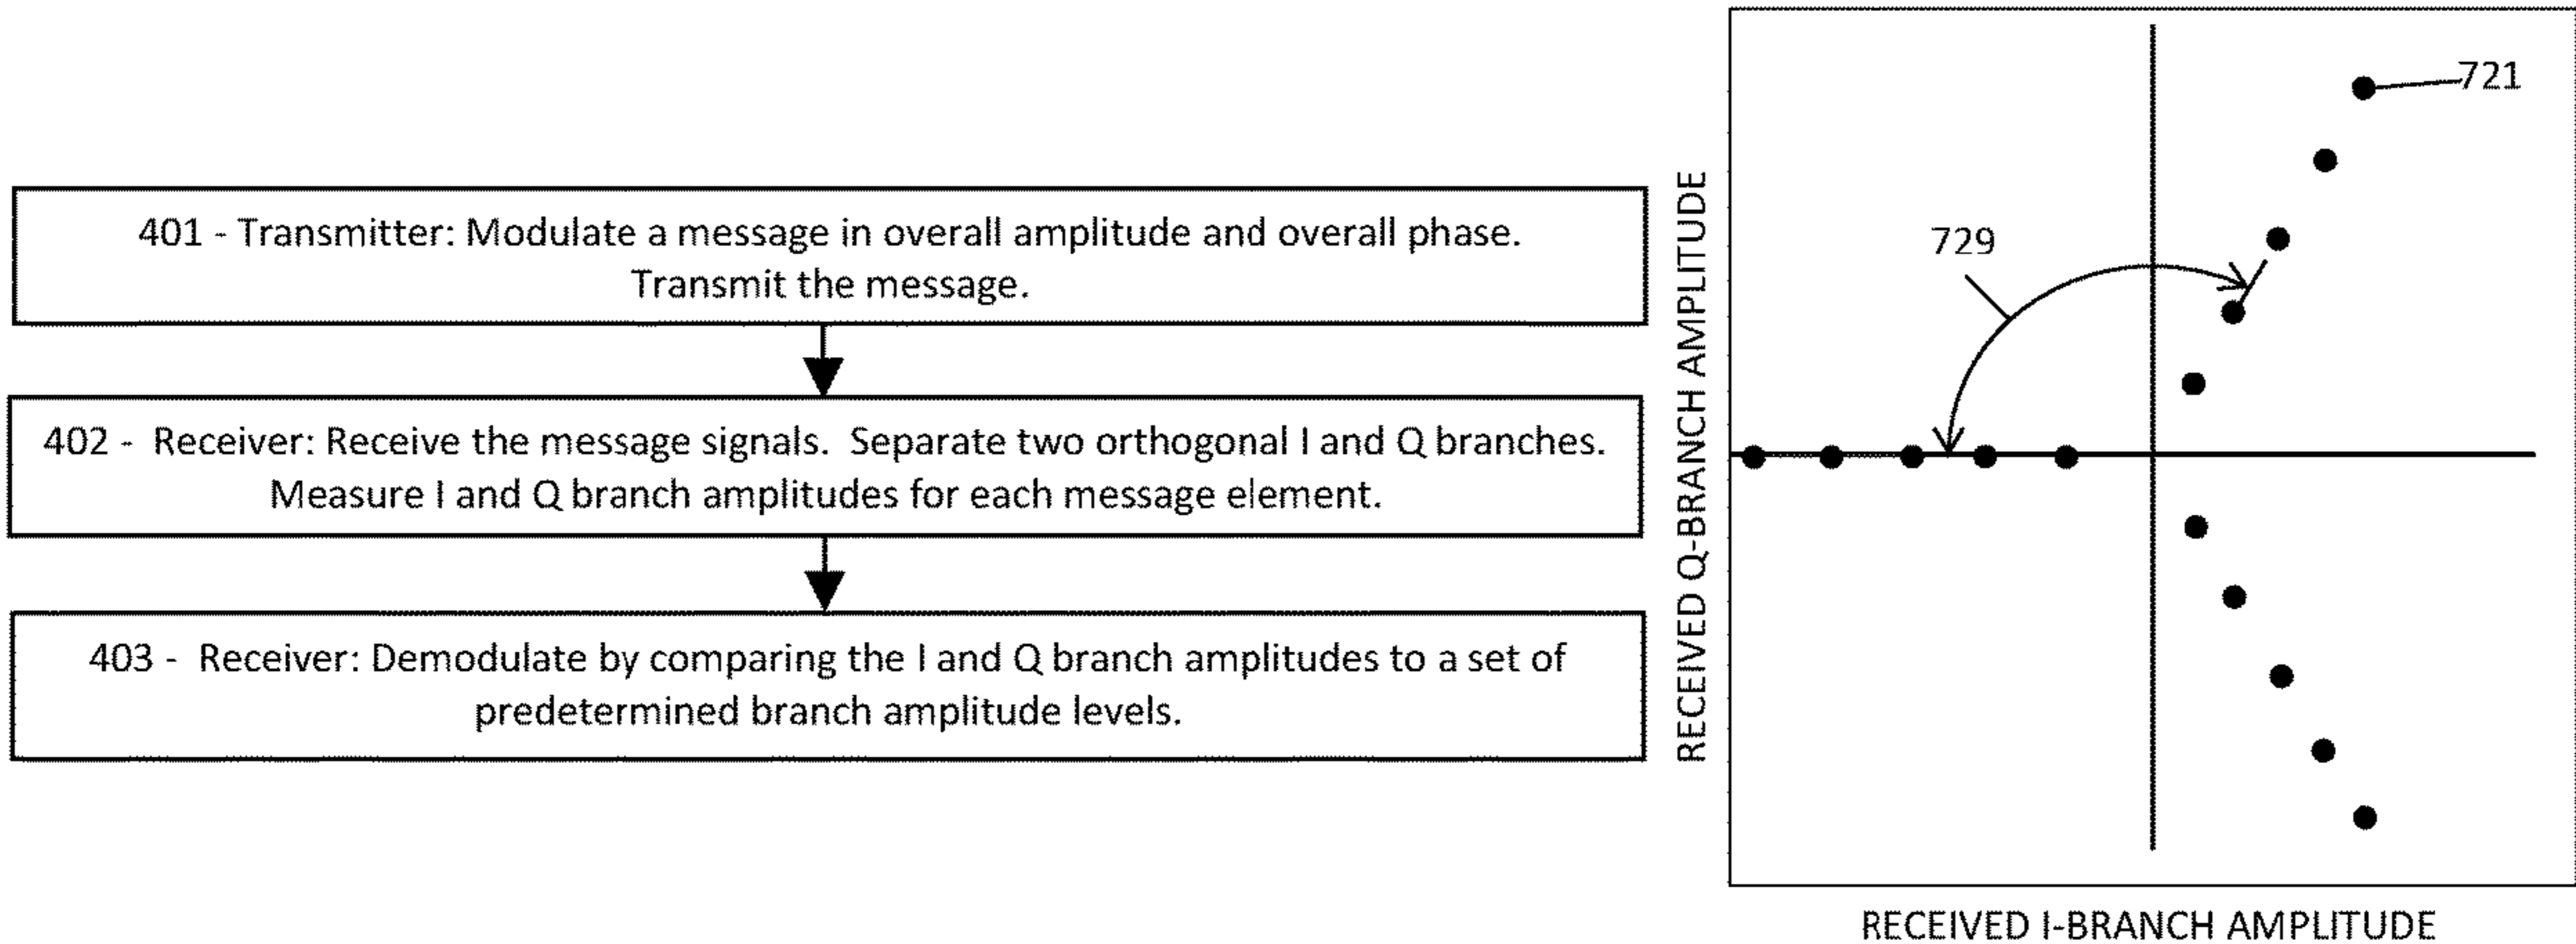 401 - Transmitter: Modulate a message in overall amplitude and overall phase.
Transmit the message.
402 - Receiver: Receive the message signals. Separate two orthogonal I and Q branches.
Measure I and Q branch amplitudes for each message element.
403 - Receiver: Demodulate by comparing the I and Q branch amplitudes to a set of
predetermined branch amplitude levels.
RECEIVED Q-BRANCH AMPLITUDE
721
729
RECEIVED I-BRANCH AMPLITUDE